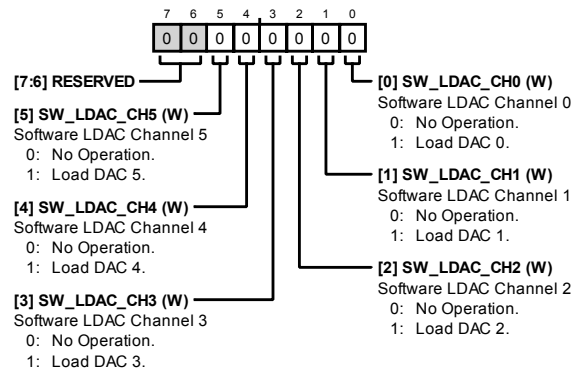 7 6 5 4 3 2 1 0
0 0 0 0 0 0 0 0
[7:6] RESERVED
[5] SW_LDAC_CH5 (W)
Software LDAC Channel 5
0: No Operation.
1: Load DAC 5.
[4] SW_LDAC_CH4 (W)
Software LDAC Channel 4
0: No Operation.
1: Load DAC 4.
[3] SW_LDAC_CH3 (W)
Software LDAC Channel 3
0: No Operation.
1: Load DAC 3.
[0] SW_LDAC_CH0 (W)
Software LDAC Channel 0
0: No Operation.
1: Load DAC 0.
[1] SW_LDAC_CH1 (W)
Software LDAC Channel 1
0: No Operation.
1: Load DAC 1.
[2] SW_LDAC_CH2 (W)
Software LDAC Channel 2
0: No Operation.
1: Load DAC 2.